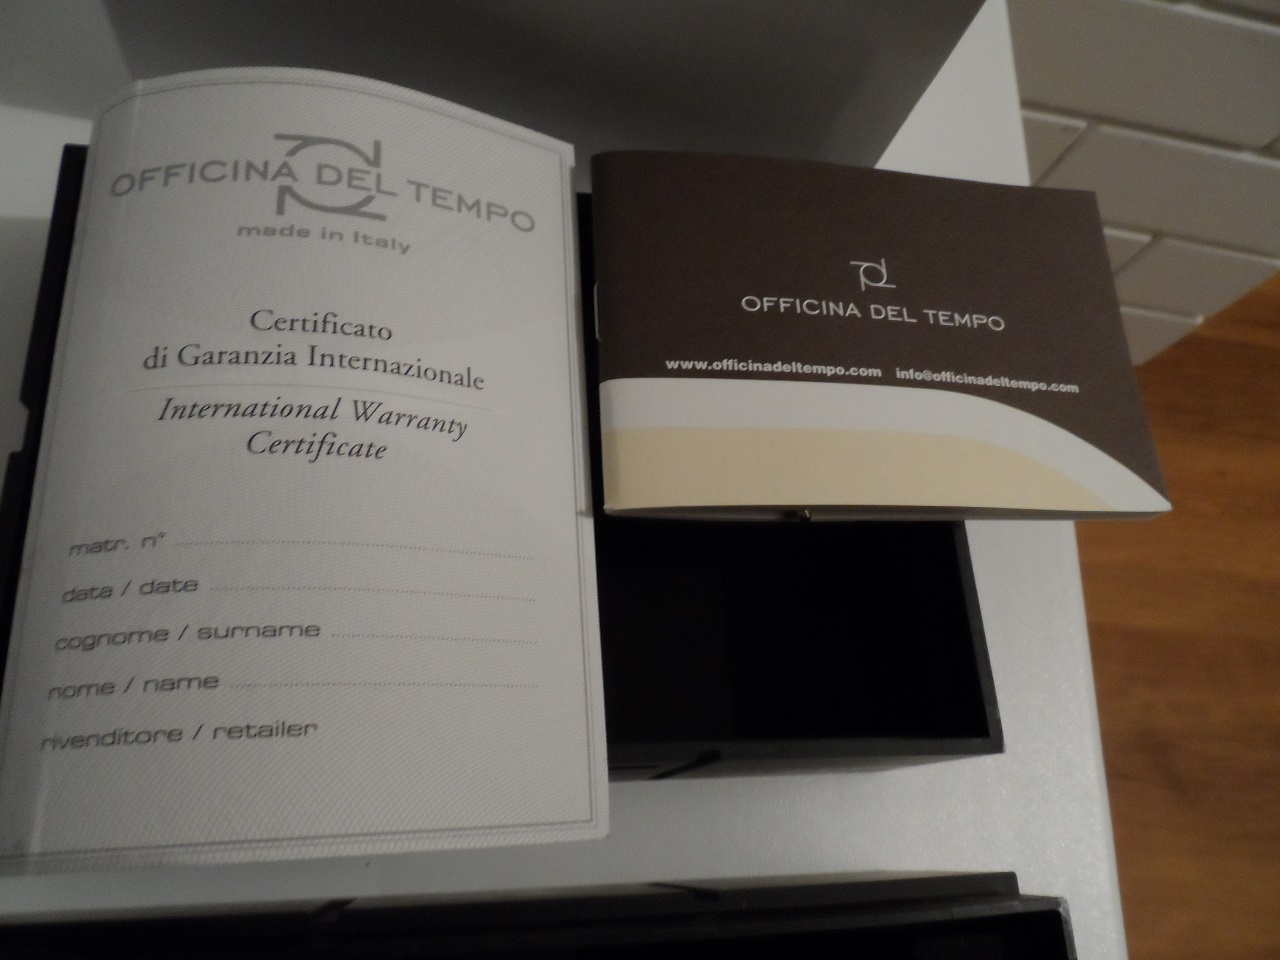 OFFICINA DEL TEMPO
made in Italy
Certificato
di Garanzia Internazionale
International Warranty
Certificate
matr. n°
data / date
cognome / surname
nome / name
rivenditore / retailer
OFFICINA DEL TEMPO
www.officinadeltempo.com info@officinadeltempo.com